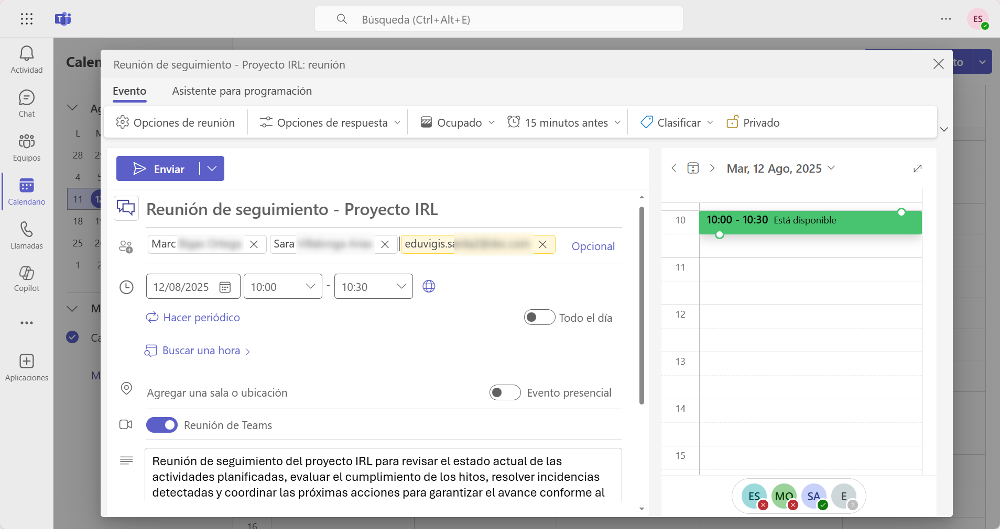 Búsqueda (Ctrl+Alt+E)
ES
Actividad
Chat
Equipos
Calendario
Llamadas
Copilot
Aplicaciones
Calen
to
Ag
L M
28 29
4 5
11 12
18 19
25 2
1 2
M
Ca
M
Reunión de seguimiento - Proyecto IRL: reunión
Evento
Asistente para programación
Opciones de reunión
Opciones de respuesta
Ocupado
15 minutos antes
Clasificar
Privado
Enviar
Reunión de seguimiento - Proyecto IRL
Marc
Sara
Opcional
12/08/2025
10:00
-
10:30
Hacer periódico
Todo el día
Buscar una hora
Agregar una sala o ubicación
Evento presencial
Reunión de Teams
Reunión de seguimiento del proyecto IRL para revisar el estado actual de las
actividades planificadas, evaluar el cumplimiento de los hitos, resolver incidencias
detectadas y coordinar las próximas acciones para garantizar el avance conforme al
Mar, 12 Ago, 2025
10
10:00 - 10:30 Está disponible
11
12
13
14
15
ES MO SA E
16